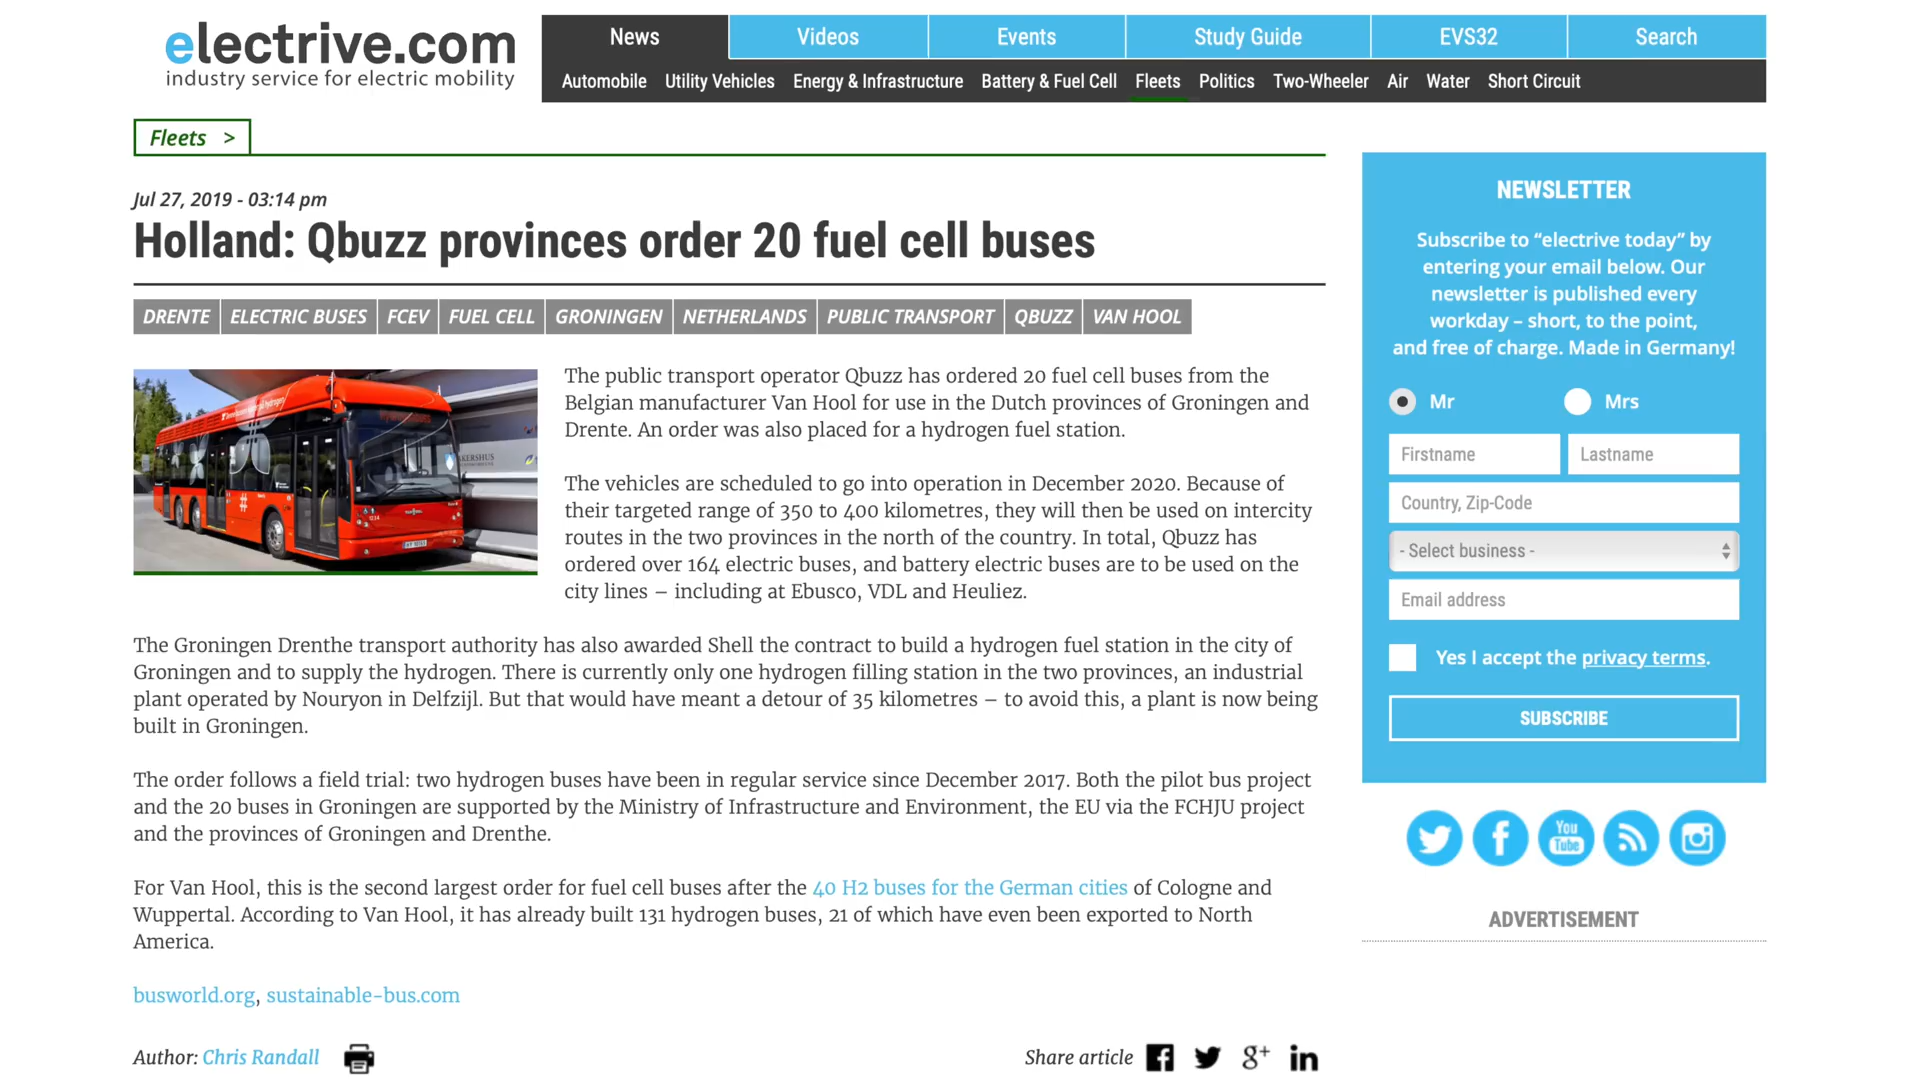 electrive.com
industry service for electric mobility
News
Videos
Events
Study Guide
EVS32
Search
Automobile
Utility Vehicles
Energy & Infrastructure
Battery & Fuel Cell
Fleets
Politics
Two-Wheeler
Air
Water
Short Circuit
Fleets >
Jul 27, 2019 - 03:14 pm
Holland: Qbuzz provinces order 20 fuel cell buses
DRENTE
ELECTRIC BUSES
FCEV
FUEL CELL
GRONINGEN
NETHERLANDS
PUBLIC TRANSPORT
QBUZZ
VAN HOOL
The public transport operator Qbuzz has ordered 20 fuel cell buses from the
Belgian manufacturer Van Hool for use in the Dutch provinces of Groningen and
Drente. An order was also placed for a hydrogen fuel station.
The vehicles are scheduled to go into operation in December 2020. Because of
their targeted range of 350 to 400 kilometres, they will then be used on intercity
routes in the two provinces in the north of the country. In total, Qbuzz has
ordered over 164 electric buses, and battery electric buses are to be used on the
city lines – including at Ebusco, VDL and Heuliez.
The Groningen Drenthe transport authority has also awarded Shell the contract to build a hydrogen fuel station in the city of
Groningen and to supply the hydrogen. There is currently only one hydrogen filling station in the two provinces, an industrial
plant operated by Nouryon in Delfzijl. But that would have meant a detour of 35 kilometres – to avoid this, a plant is now being
built in Groningen.
The order follows a field trial: two hydrogen buses have been in regular service since December 2017. Both the pilot bus project
and the 20 buses in Groningen are supported by the Ministry of Infrastructure and Environment, the EU via the FCHJU project
and the provinces of Groningen and Drenthe.
For Van Hool, this is the second largest order for fuel cell buses after the 40 H2 buses for the German cities of Cologne and
Wuppertal. According to Van Hool, it has already built 131 hydrogen buses, 21 of which have even been exported to North
America.
busworld.org, sustainable-bus.com
Author: Chris Randall
Share article
NEWSLETTER
Subscribe to “electrive today” by
entering your email below. Our
newsletter is published every
workday – short, to the point,
and free of charge. Made in Germany!
Mr
Mrs
Firstname
Lastname
Country, Zip-Code
- Select business -
Email address
Yes I accept the privacy terms.
SUBSCRIBE
You
Tube
ADVERTISEMENT